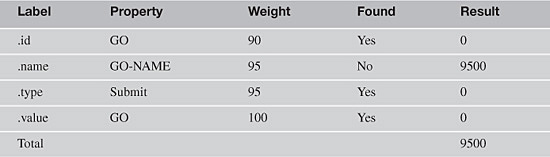 Label Property Weight Found Result
.id GO 90 Yes 0
.name GO-NAME 95 No 9500
.type Submit 95 Yes 0
.value GO 100 Yes 0
Total 9500